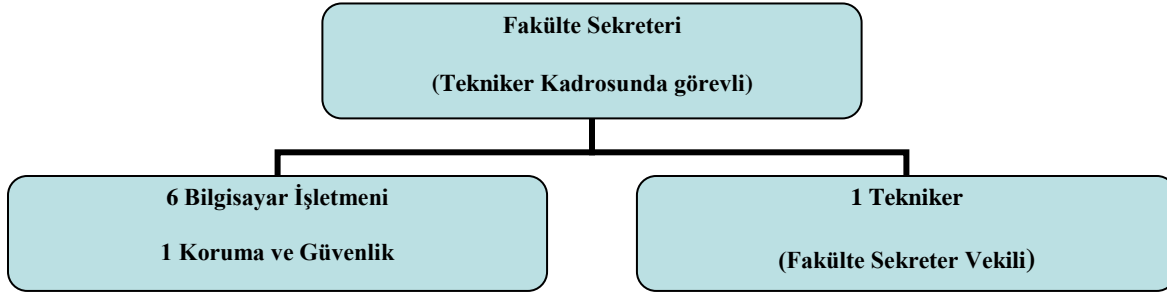 Fakülte Sekreteri
(Tekniker Kadrosunda görevli)
6 Bilgisayar İşletmeni
1 Koruma ve Güvenlik
1 Tekniker
(Fakülte Sekreter Vekili)